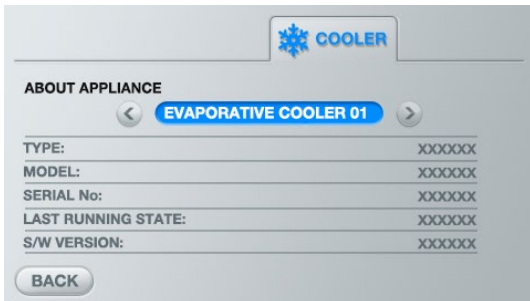 COOLER
ABOUT APPLIANCE
EVAPORATIVE COOLER 01
TYPE: XXXXXX
MODEL: XXXXXX
SERIAL No: XXXXXX
LAST RUNNING STATE: XXXXXX
S/W VERSION: XXXXXX
BACK